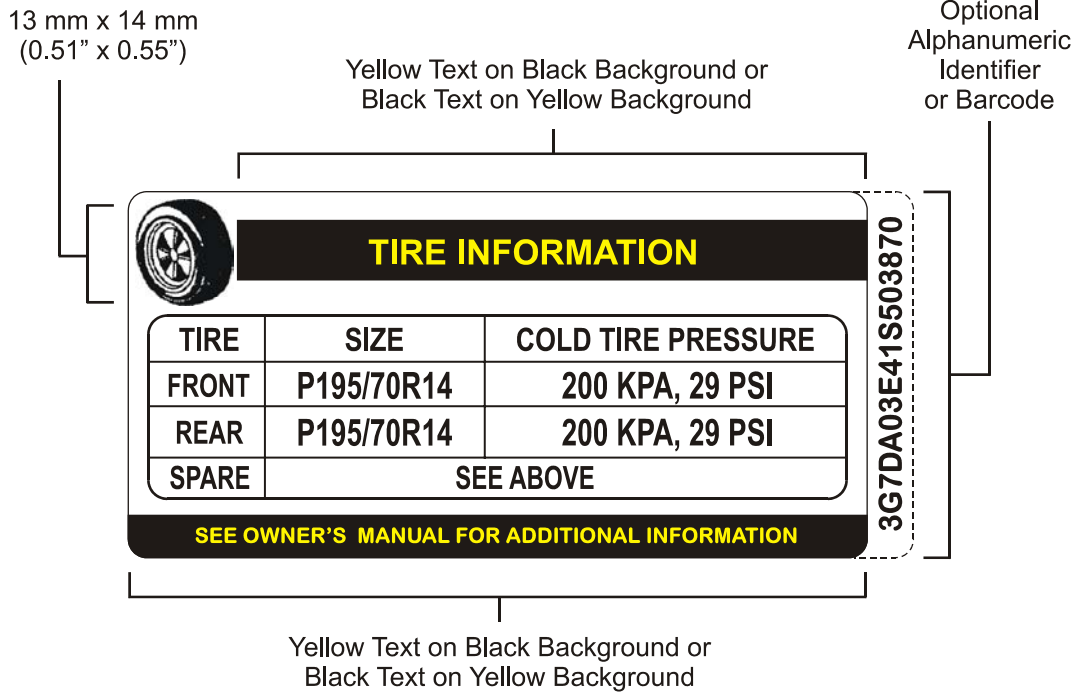 13 mm x 14 mm
(0.51” x 0.55”)
Yellow Text on Black Background or
Black Text on Yellow Background
Optional
Alphanumeric
Identifier
or Barcode
TIRE INFORMATION
TIRE SIZE COLD TIRE PRESSURE
FRONT P195/70R14 200 KPA, 29 PSI
REAR P195/70R14 200 KPA, 29 PSI
SPARE SEE ABOVE
SEE OWNER’S MANUAL FOR ADDITIONAL INFORMATION
3G7DA03E41S503870
Yellow Text on Black Background or
Black Text on Yellow Background